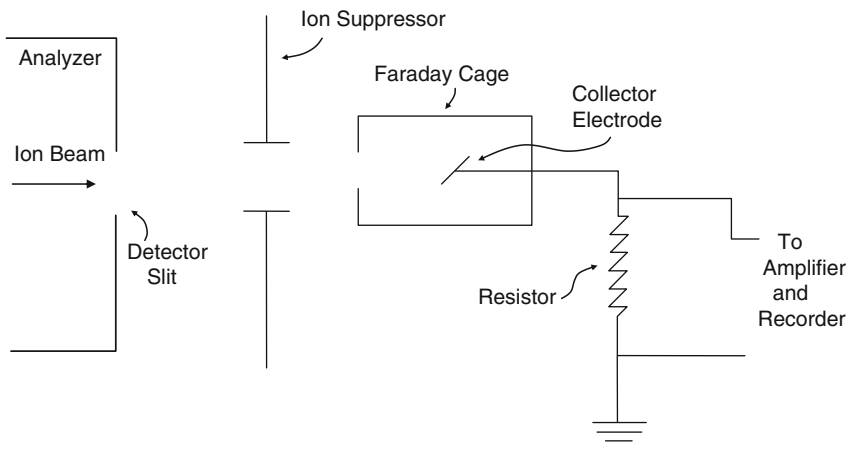 Ion Suppressor
Analyzer
Faraday Cage
Collector
Electrode
Ion Beam
Detector
Slit
To
Amplifier
and
Recorder
Resistor